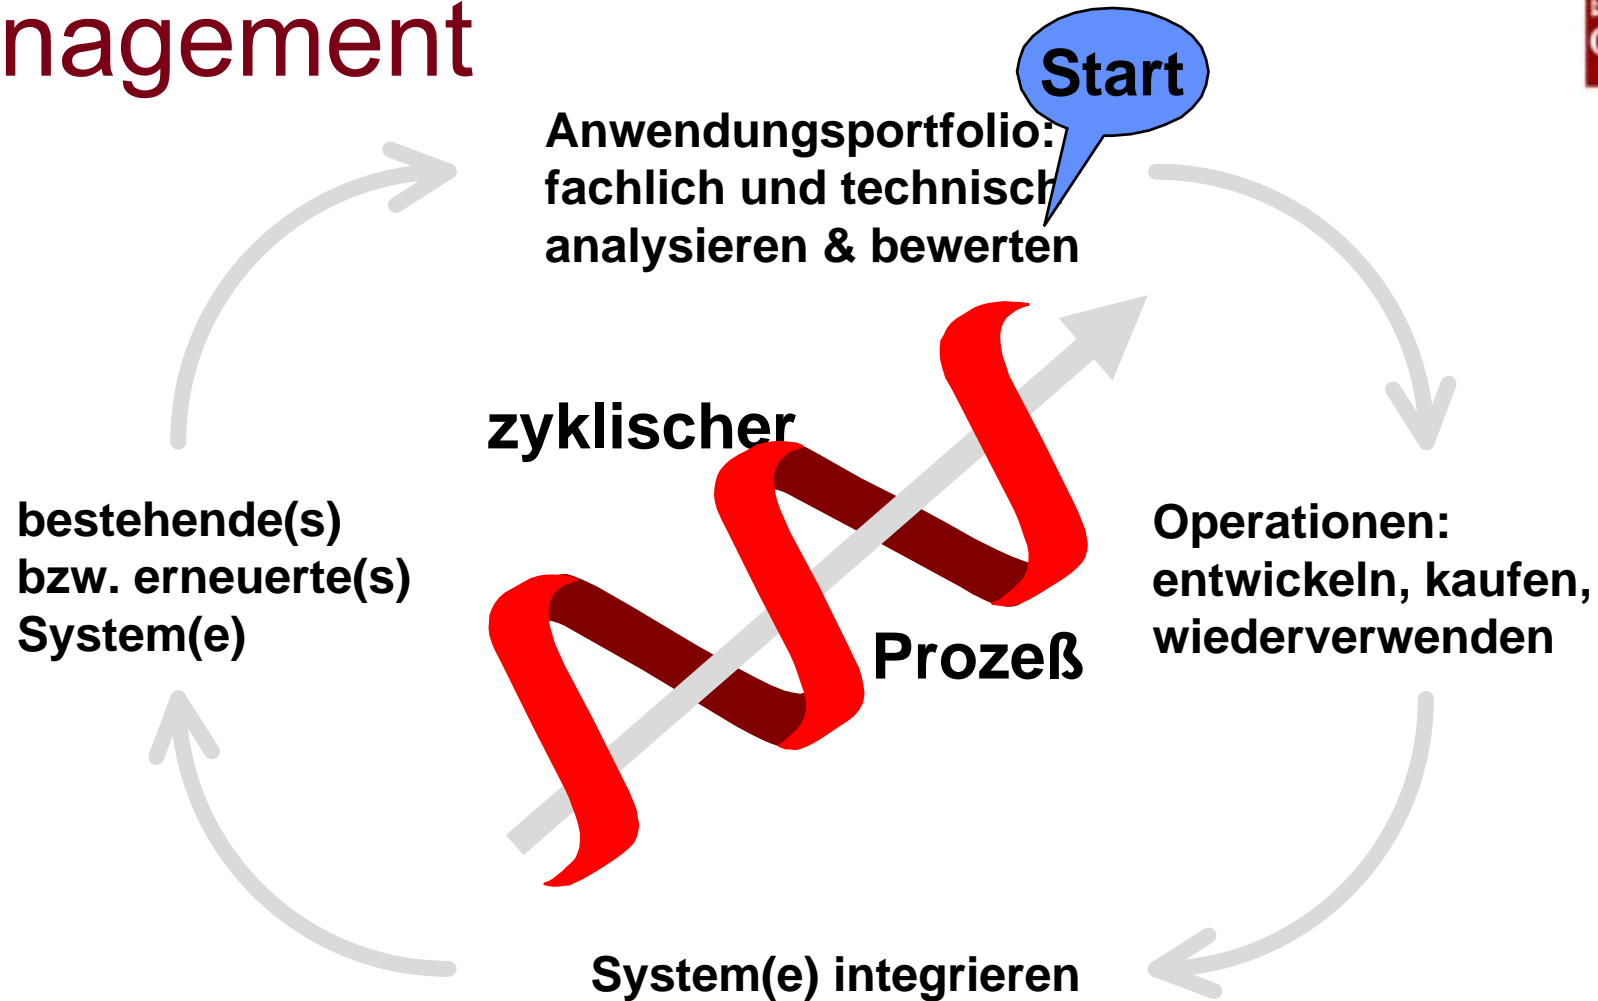 nagement
Start
Anwendungsportfolio:
fachlich und technisch
analysieren & bewerten
zyklischer
bestehende(s)
bzw. erneuerte(s)
System(e)
Operationen:
entwickeln, kaufen,
wiederverwenden
Prozeß
System(e) integrieren